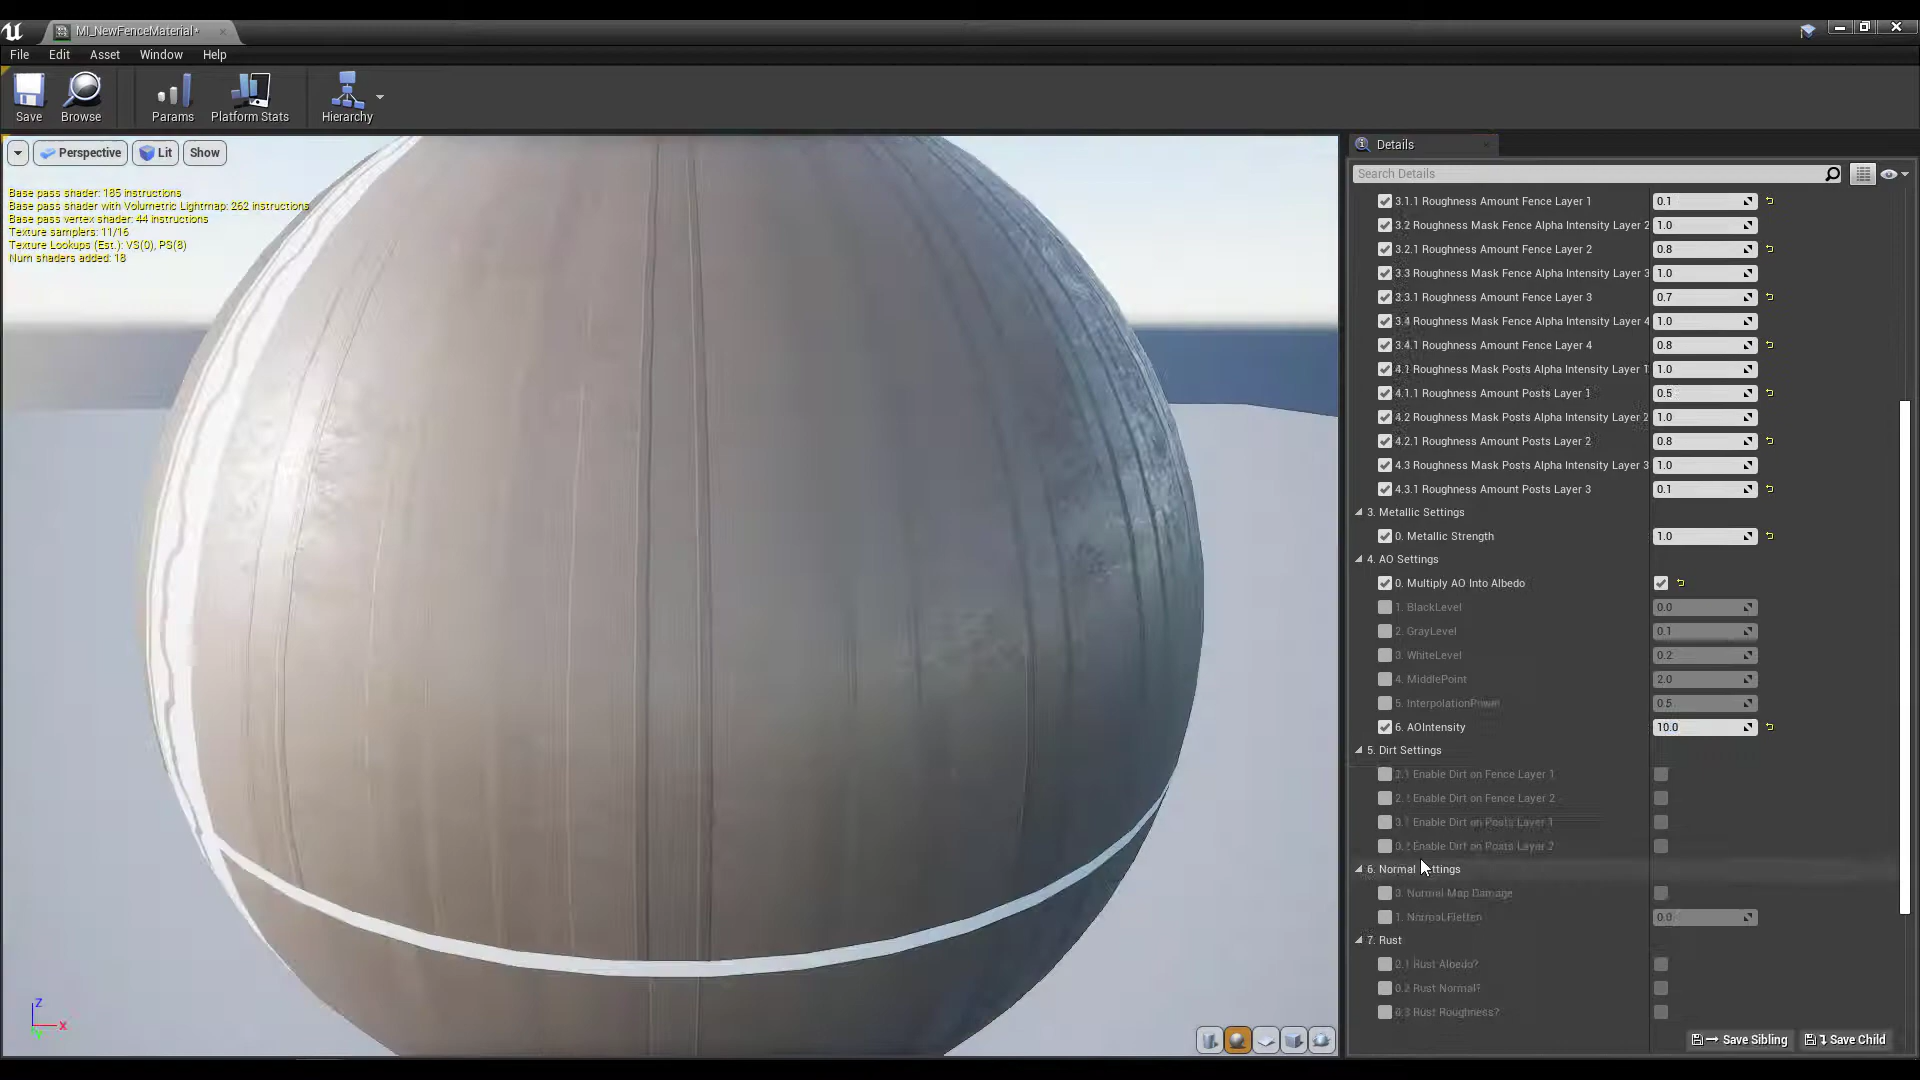 MI_NewFenceMaterial*
File Edit Asset Window Help
Save Browse Params Platform Stats Hierarchy
Perspective Lit Show
Base pass shader: 185 instructions
Base pass shader with Volumetric Lightmap: 262 instructions
Base pass vertex shader: 44 instructions
Texture samplers: 11/16
Texture Lookups (Est.): VS(0), PS(8)
Num shaders added: 18
Z
X
Details
Search Details
3.1.1 Roughness Amount Fence Layer 1 0.1
3.2 Roughness Mask Fence Alpha Intensity Layer 2 1.0
3.2.1 Roughness Amount Fence Layer 2 0.8
3.3 Roughness Mask Fence Alpha Intensity Layer 3 1.0
3.3.1 Roughness Amount Fence Layer 3 0.7
3.4 Roughness Mask Fence Alpha Intensity Layer 4 1.0
3.4.1 Roughness Amount Fence Layer 4 0.8
4.1 Roughness Mask Posts Alpha Intensity Layer 1 1.0
4.1.1 Roughness Amount Posts Layer 1 0.5
4.2 Roughness Mask Posts Alpha Intensity Layer 2 1.0
4.2.1 Roughness Amount Posts Layer 2 0.8
4.3 Roughness Mask Posts Alpha Intensity Layer 3 1.0
4.3.1 Roughness Amount Posts Layer 3 0.1
3. Metallic Settings
0. Metallic Strength 1.0
4. AO Settings
0. Multiply AO Into Albedo
1. BlackLevel 0.0
2. GrayLevel 0.1
3. WhiteLevel 0.2
4. MiddlePoint 2.0
5. InterpolationPower 0.5
6. AOIntensity 10.0
5. Dirt Settings
Enable Dirt on Fence Layer 1
Enable Dirt on Fence Layer 2
Enable Dirt on Posts Layer 1
Enable Dirt on Posts Layer 2
6. Normal Settings
Normal Map Damage
1. Normal Flatten 0.0
7. Rust
Rust Albedo?
0.2 Rust Normal?
0.3 Rust Roughness?
Save Sibling Save Child